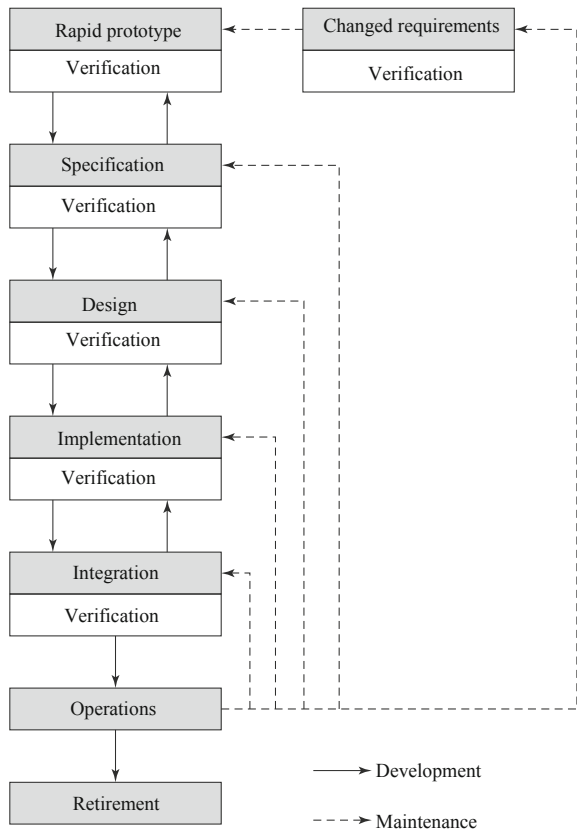 Rapid prototype
Verification
Changed requirements
Verification
Specification
Verification
Design
Verification
Implementation
Verification
Integration
Verification
Operations
Retirement
Development
Maintenance